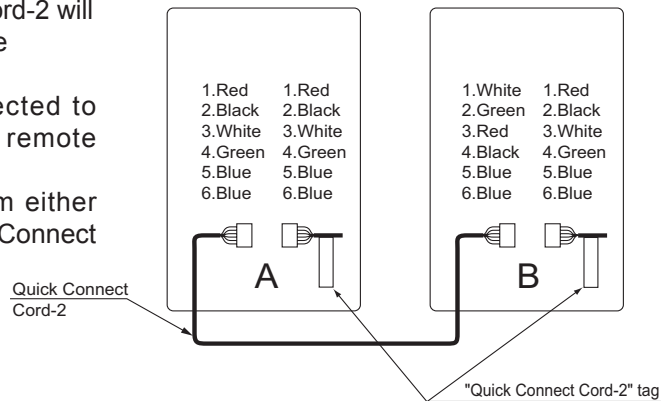 ord-2 will
e
ected to
remote
m either
Connect
1.Red 1.Red
2.Black 2.Black
3.White 3.White
4.Green 4.Green
5.Blue 5.Blue
6.Blue 6.Blue
A
1.White 1.Red
2.Green 2.Black
3.Red 3.White
4.Black 4.Green
5.Blue 5.Blue
6.Blue 6.Blue
B
Quick Connect
Cord-2
"Quick Connect Cord-2" tag